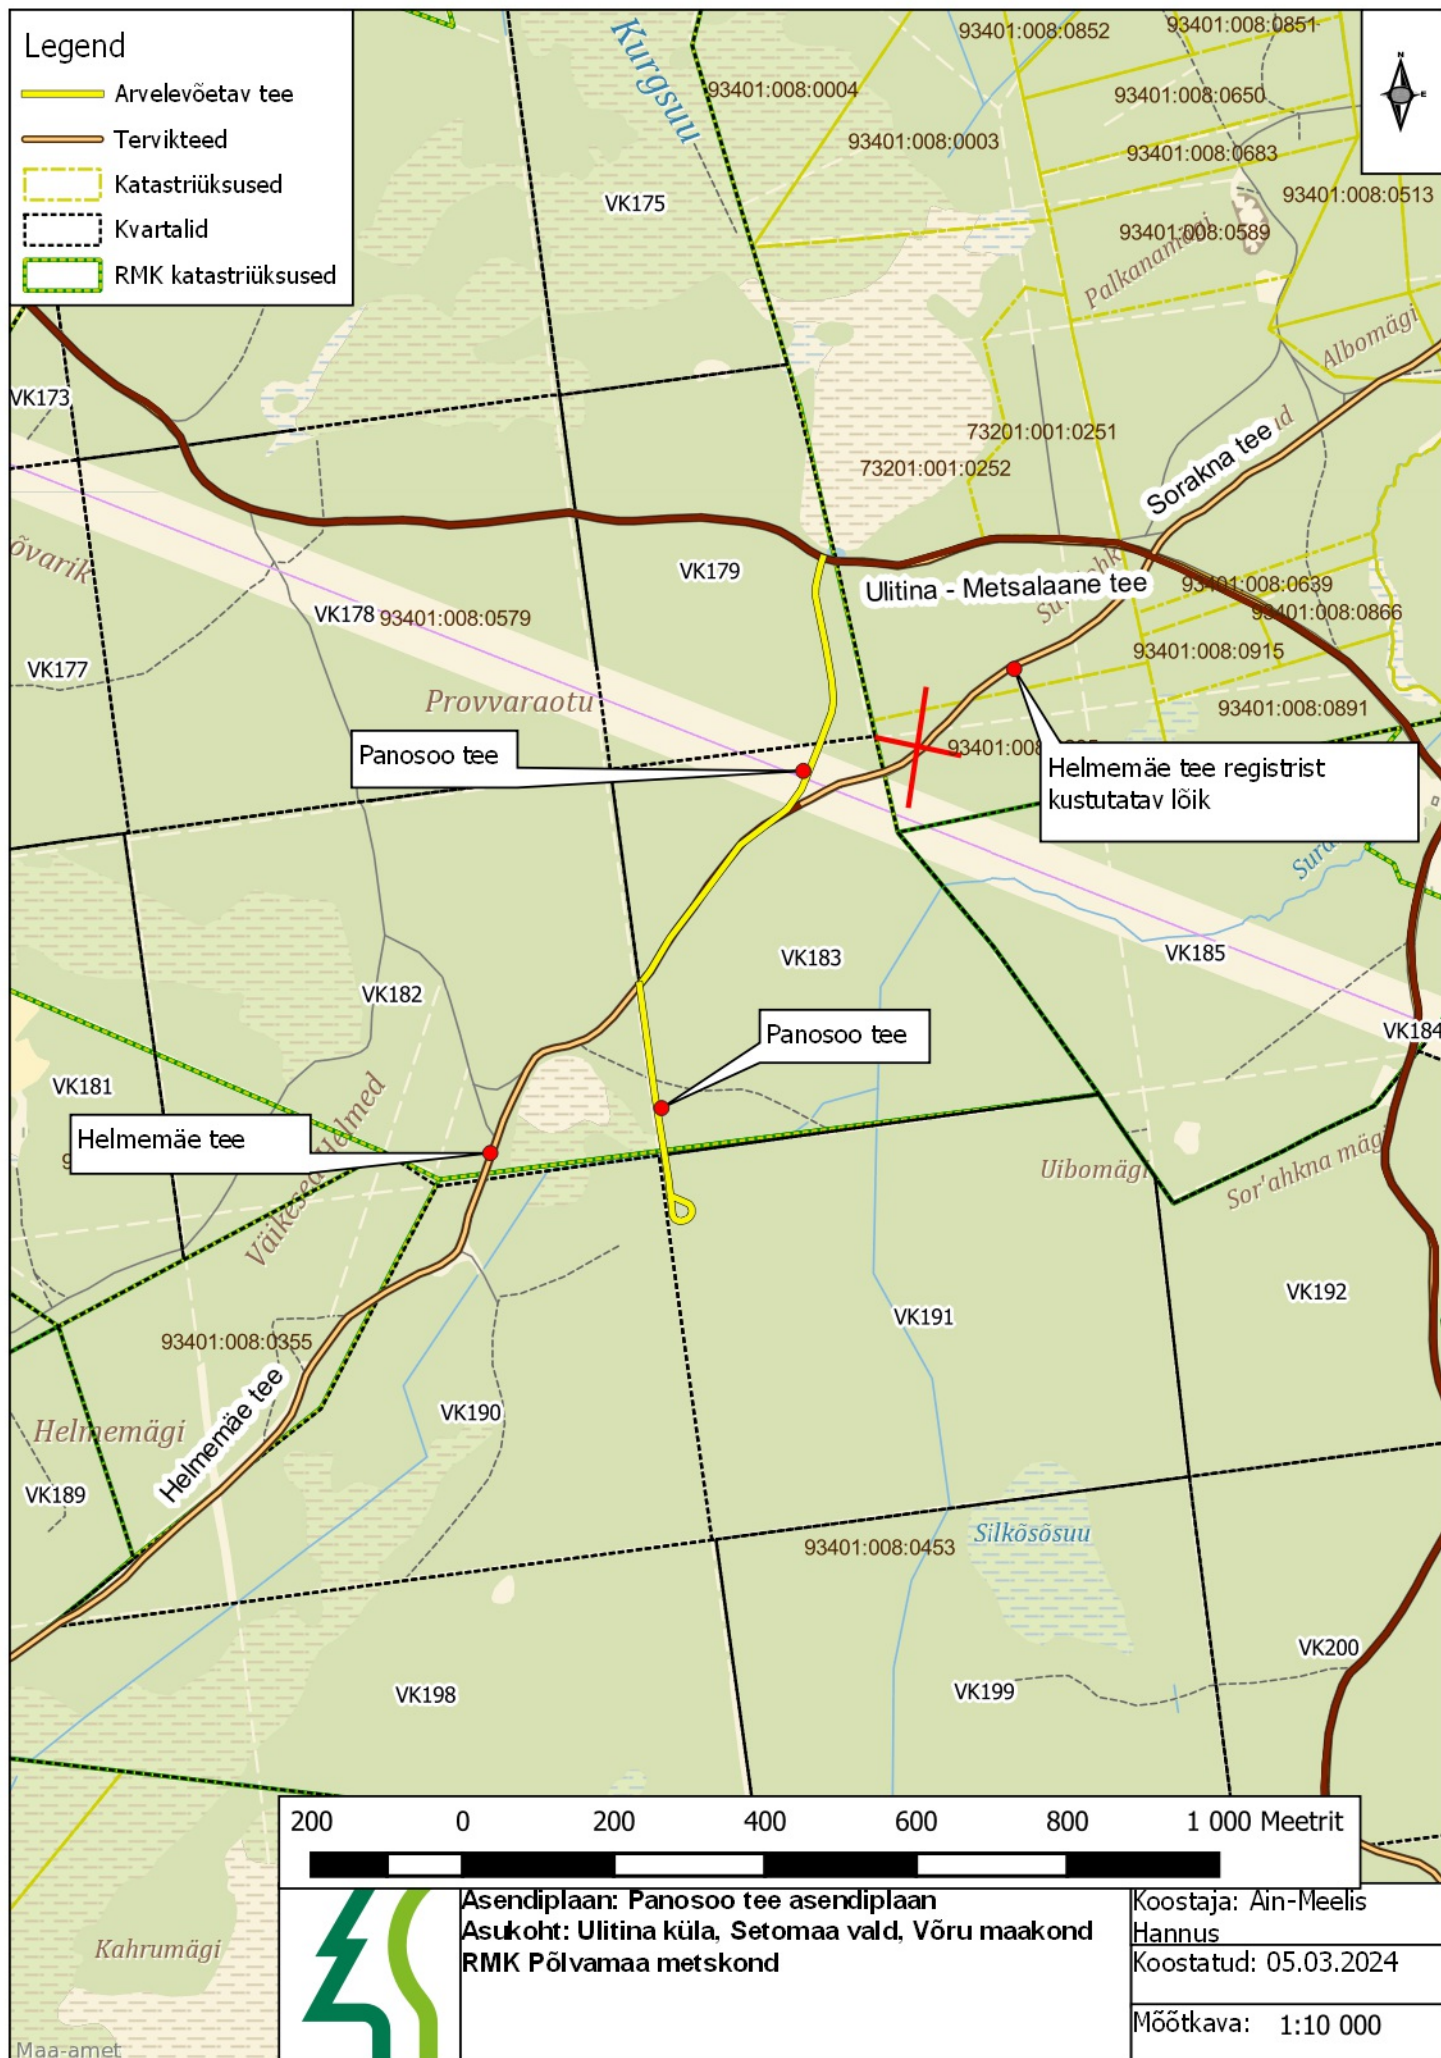 Legend
Arvelevõetav tee
Tervikteed
Katastriüksused
Kvartalid
RMK katastriüksused
N
E
Kurgsuu
93401:008:0852
93401:008:0851
93401:008:0004
93401:008:0650
93401:008:0003
93401:008:0683
93401:008:0513
VK175
93401:008:0589
Palkanamägi
Albomägi
VK173
73201:001:0251
73201:001:0252
Sorakna tee
VK179
Ulitina - Metsalaane tee
93401:008:0639
93401:008:0866
VK178
93401:008:0579
93401:008:0915
VK177
Provvaraotu
93401:008:0891
Panosoo tee
Helmemäe tee registrist
kustutatav lõik
VK183
VK185
VK182
Panosoo tee
VK184
VK181
Helmemäe tee
Väikesed Helmed
Uibomägi
Sor'ahkna mägi
VK192
VK191
93401:008:0355
Helmemäe tee
Helmemägi
VK190
VK189
Silkõsõsuu
93401:008:0453
VK200
VK198
VK199
200 0 200 400 600 800 1 000 Meetrit
Asendiplaan: Panosoo tee asendiplaan
Asukoht: Ulitina küla, Setomaa vald, Võru maakond
RMK Põlvamaa metskond
Koostaja: Ain-Meelis
Hannus
Koostatud: 05.03.2024
Mõõtkava: 1:10 000
Kahrumägi
Maa-amet